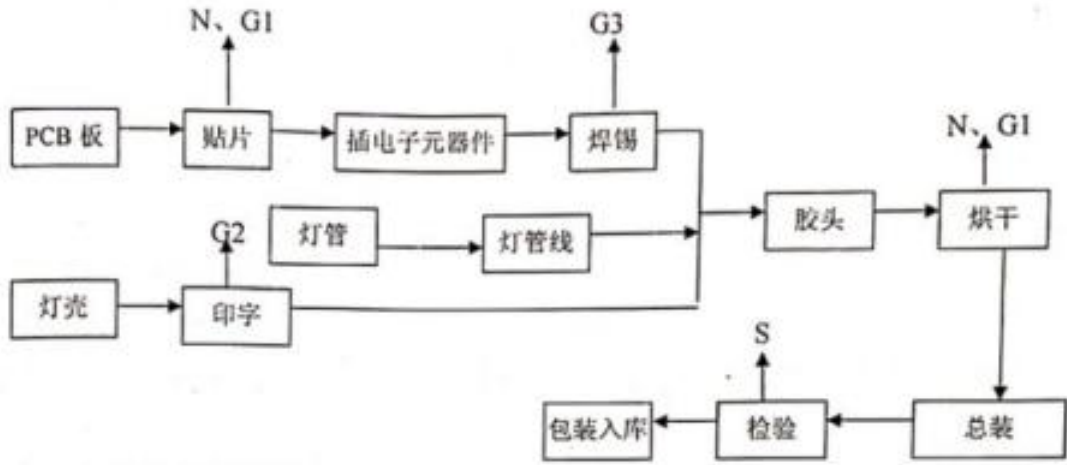 N、G1
G3
PCB 板
贴片
插电子元器件
焊锡
N、G1
G2
灯管
灯管线
胶头
烘干
灯壳
印字
S
包装入库
检验
总装